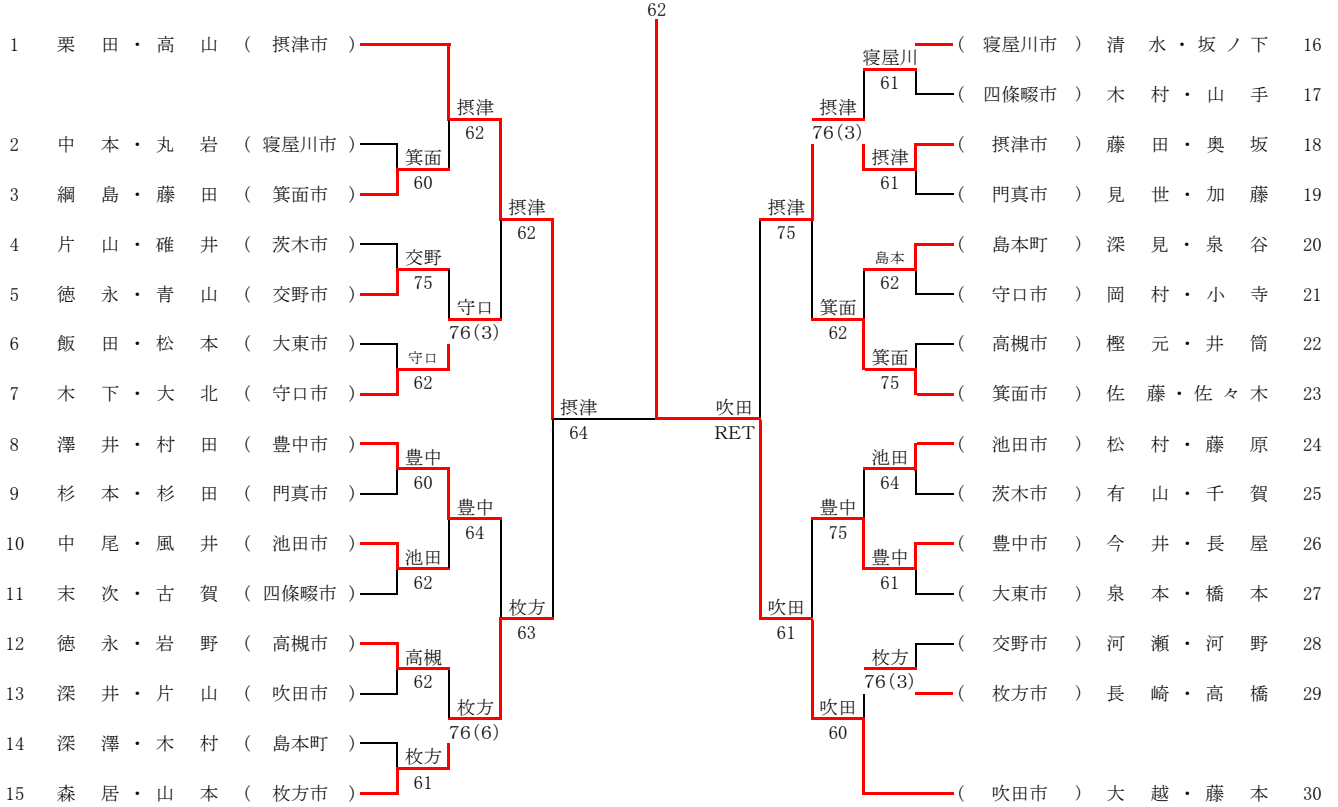 62
1 栗 田・高 山 ( 摂津市 )
( 寝屋川市 ) 清 水・坂ノ下 16
寝屋川
61
( 四條畷市 ) 木 村・山 手 17
摂津
62
摂津
76(3)
2 中 本・丸 岩 ( 寝屋川市 )
( 摂津市 ) 藤 田・奥 坂 18
箕面
60
摂津
61
3 綱 島・藤 田 ( 箕面市 )
( 門真市 ) 見 世・加 藤 19
摂津
62
摂津
75
4 片 山・碓 井 ( 茨木市 )
( 島本町 ) 深 見・泉 谷 20
交野
75
島本
62
5 徳 永・青 山 ( 交野市 )
( 守口市 ) 岡 村・小 寺 21
守口
76(3)
箕面
62
6 飯 田・松 本 ( 大東市 )
( 高槻市 ) 樫 元・井 筒 22
守口
62
箕面
75
7 木 下・大 北 ( 守口市 )
( 箕面市 ) 佐 藤・佐々木 23
摂津
64
吹田
RET
8 澤 井・村 田 ( 豊中市 )
( 池田市 ) 松 村・藤 原 24
豊中
60
池田
64
9 杉 本・杉 田 ( 門真市 )
( 茨木市 ) 有 山・千 賀 25
豊中
64
豊中
75
10 中 尾・風 井 ( 池田市 )
( 豊中市 ) 今 井・長 屋 26
池田
62
豊中
61
11 末 次・古 賀 ( 四條畷市 )
( 大東市 ) 泉 本・橋 本 27
枚方
63
吹田
61
12 徳 永・岩 野 ( 高槻市 )
( 交野市 ) 河 瀬・河 野 28
高槻
62
枚方
76(3)
13 深 井・片 山 ( 吹田市 )
( 枚方市 ) 長 崎・高 橋 29
枚方
76(6)
吹田
60
14 深 澤・木 村 ( 島本町 )
枚方
61
15 森 居・山 本 ( 枚方市 )
( 吹田市 ) 大 越・藤 本 30